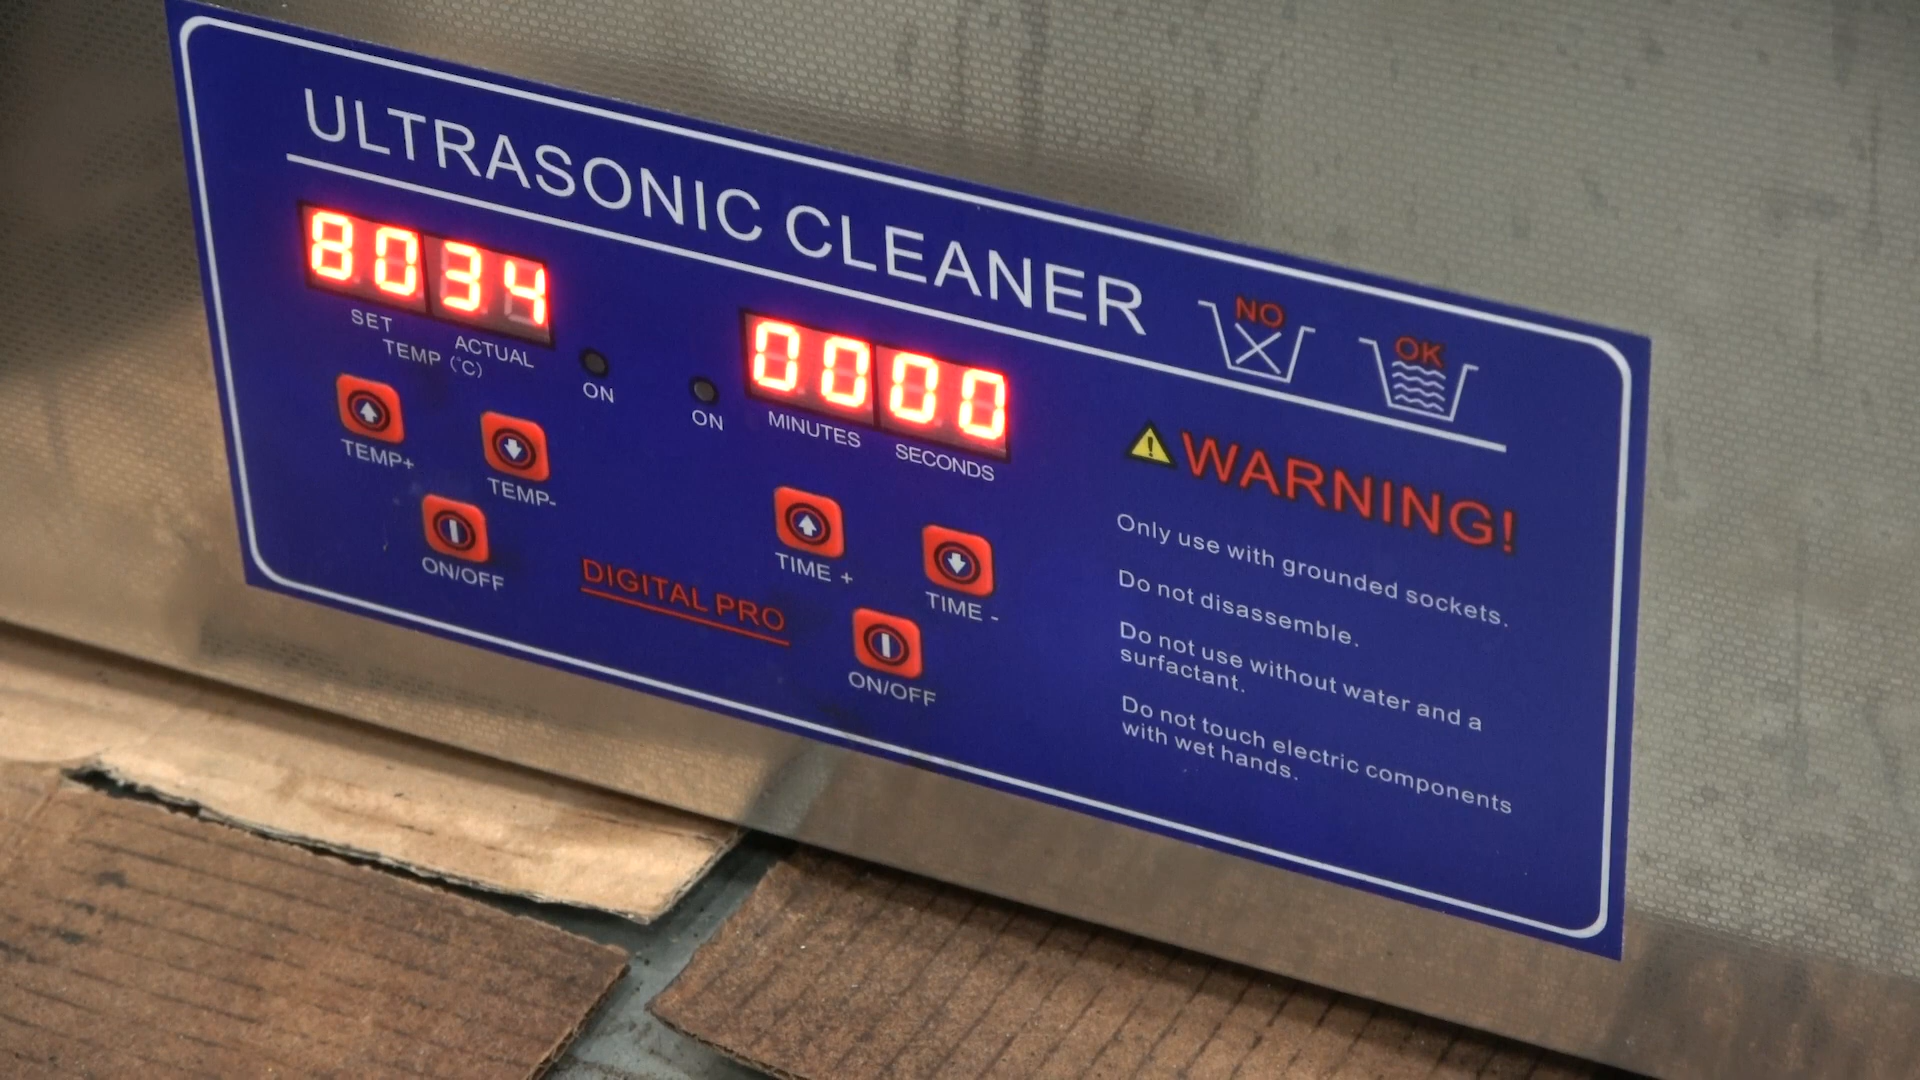 ULTRASONIC CLEANER
NO
OK
8034
SET
ACTUAL
TEMP (°C)
ON
ON
0000
MINUTES
SECONDS
TEMP+
TEMP-
ON/OFF
DIGITAL PRO
TIME +
TIME -
ON/OFF
WARNING!
Only use with grounded sockets.
Do not disassemble.
Do not use without water and a
surfactant.
Do not touch electric components
with wet hands.